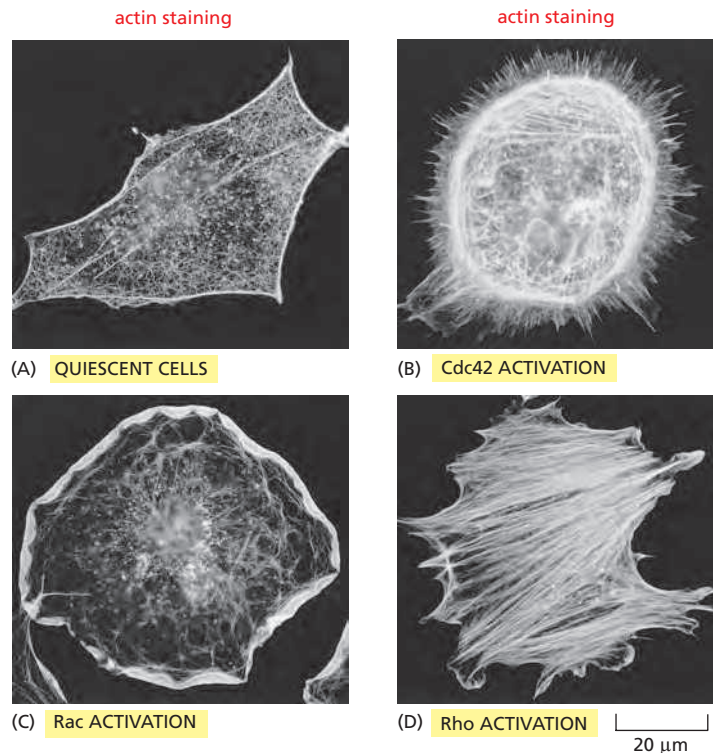 actin staining
actin staining
(A) QUIESCENT CELLS
(B) Cdc42 ACTIVATION
(C) Rac ACTIVATION
(D) Rho ACTIVATION
20 μm